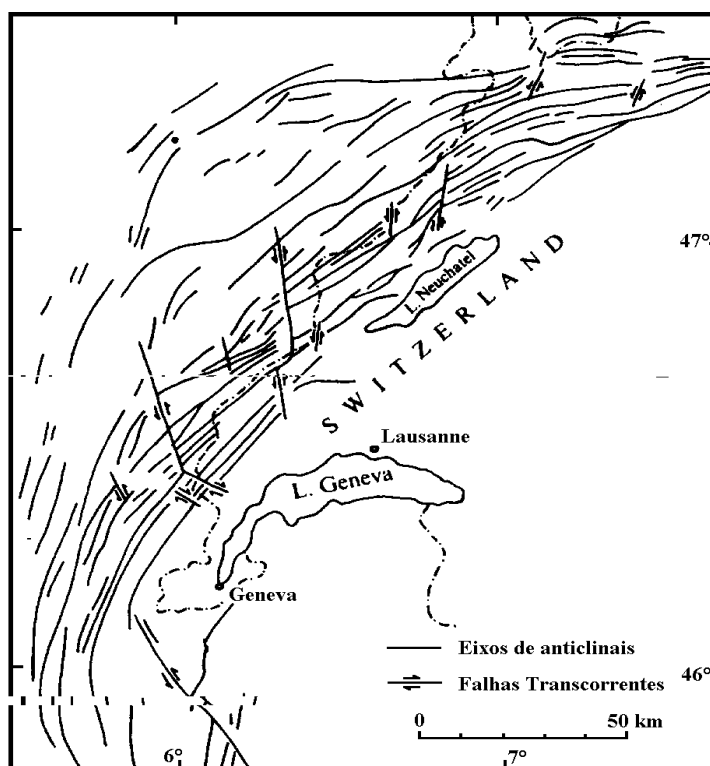 47°
L. Neuchatel
SWITZERLAND
Lausanne
L. Geneva
Geneva
Eixos de anticlinais
Falhas Transcorrentes
46°
0 50 km
6° 7°